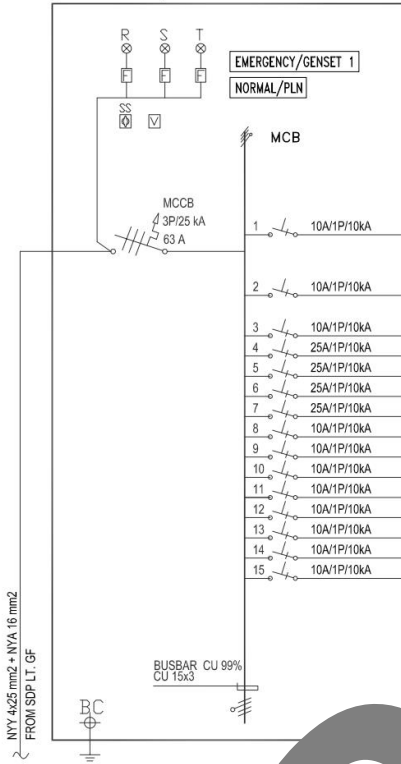 R S T
F F F
EMERGENCY/GENSET 1
NORMAL/PLN
SS
V
MCB
MCCB
3P/25 kA
63 A
1 10A/1P/10kA
2 10A/1P/10kA
3 10A/1P/10kA
4 25A/1P/10kA
5 25A/1P/10kA
6 25A/1P/10kA
7 25A/1P/10kA
8 10A/1P/10kA
9 10A/1P/10kA
10 10A/1P/10kA
11 10A/1P/10kA
12 10A/1P/10kA
13 10A/1P/10kA
14 10A/1P/10kA
15 10A/1P/10kA
BUSBAR CU 99%
CU 15x3
BC
NYY 4x25 mm2 + NYA 16 mm2
FROM SDP LT. GF